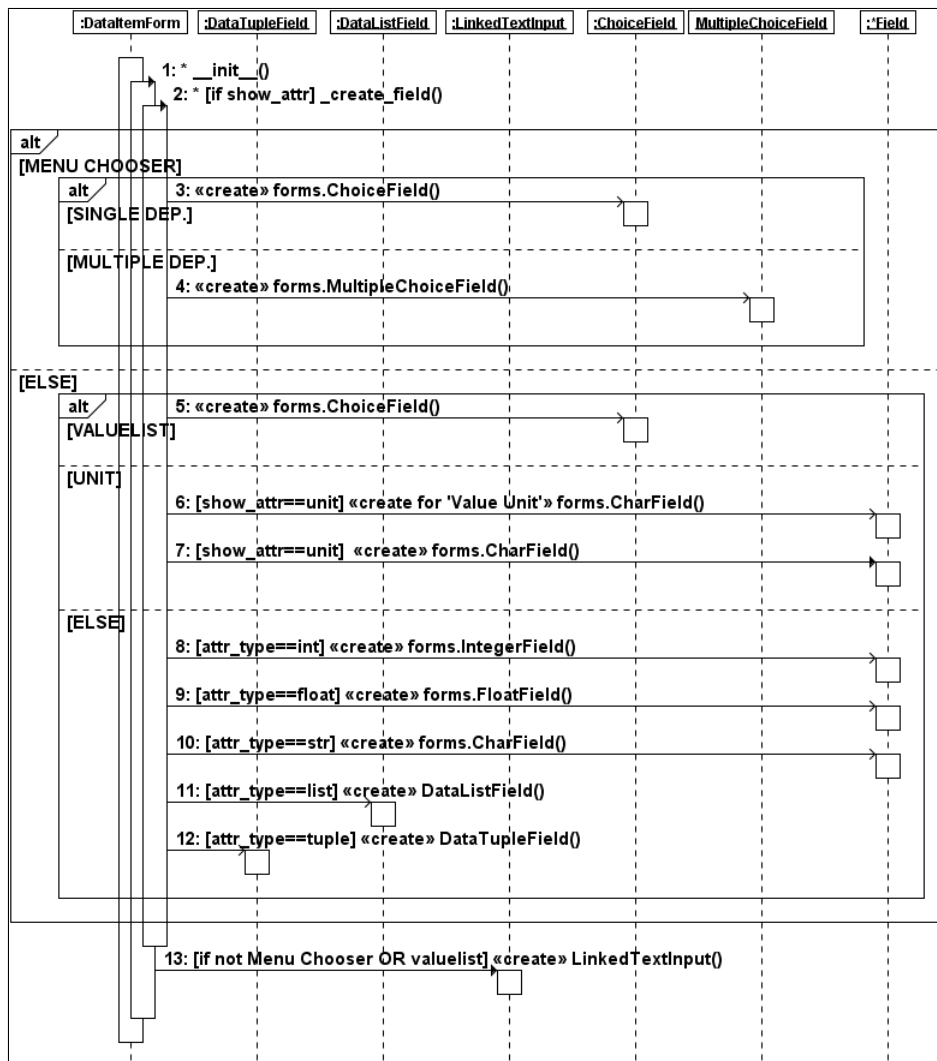 :DataItemForm :DataTupleField :DataListField :LinkedTextInput :ChoiceField MultipleChoiceField :*Field
1: * __init__()
2: * [if show_attr] _create_field()
alt
[MENU CHOOSER]
alt
3: «create» forms.ChoiceField()
[SINGLE DEP.]
[MULTIPLE DEP.]
4: «create» forms.MultipleChoiceField()
[ELSE]
alt
5: «create» forms.ChoiceField()
[VALUELIST]
[UNIT]
6: [show_attr==unit] «create for 'Value Unit'» forms.CharField()
7: [show_attr==unit] «create» forms.CharField()
[ELSE]
8: [attr_type==int] «create» forms.IntegerField()
9: [attr_type==float] «create» forms.FloatField()
10: [attr_type==str] «create» forms.CharField()
11: [attr_type==list] «create» DataListField()
12: [attr_type==tuple] «create» DataTupleField()
13: [if not Menu Chooser OR valuelist] «create» LinkedTextInput()